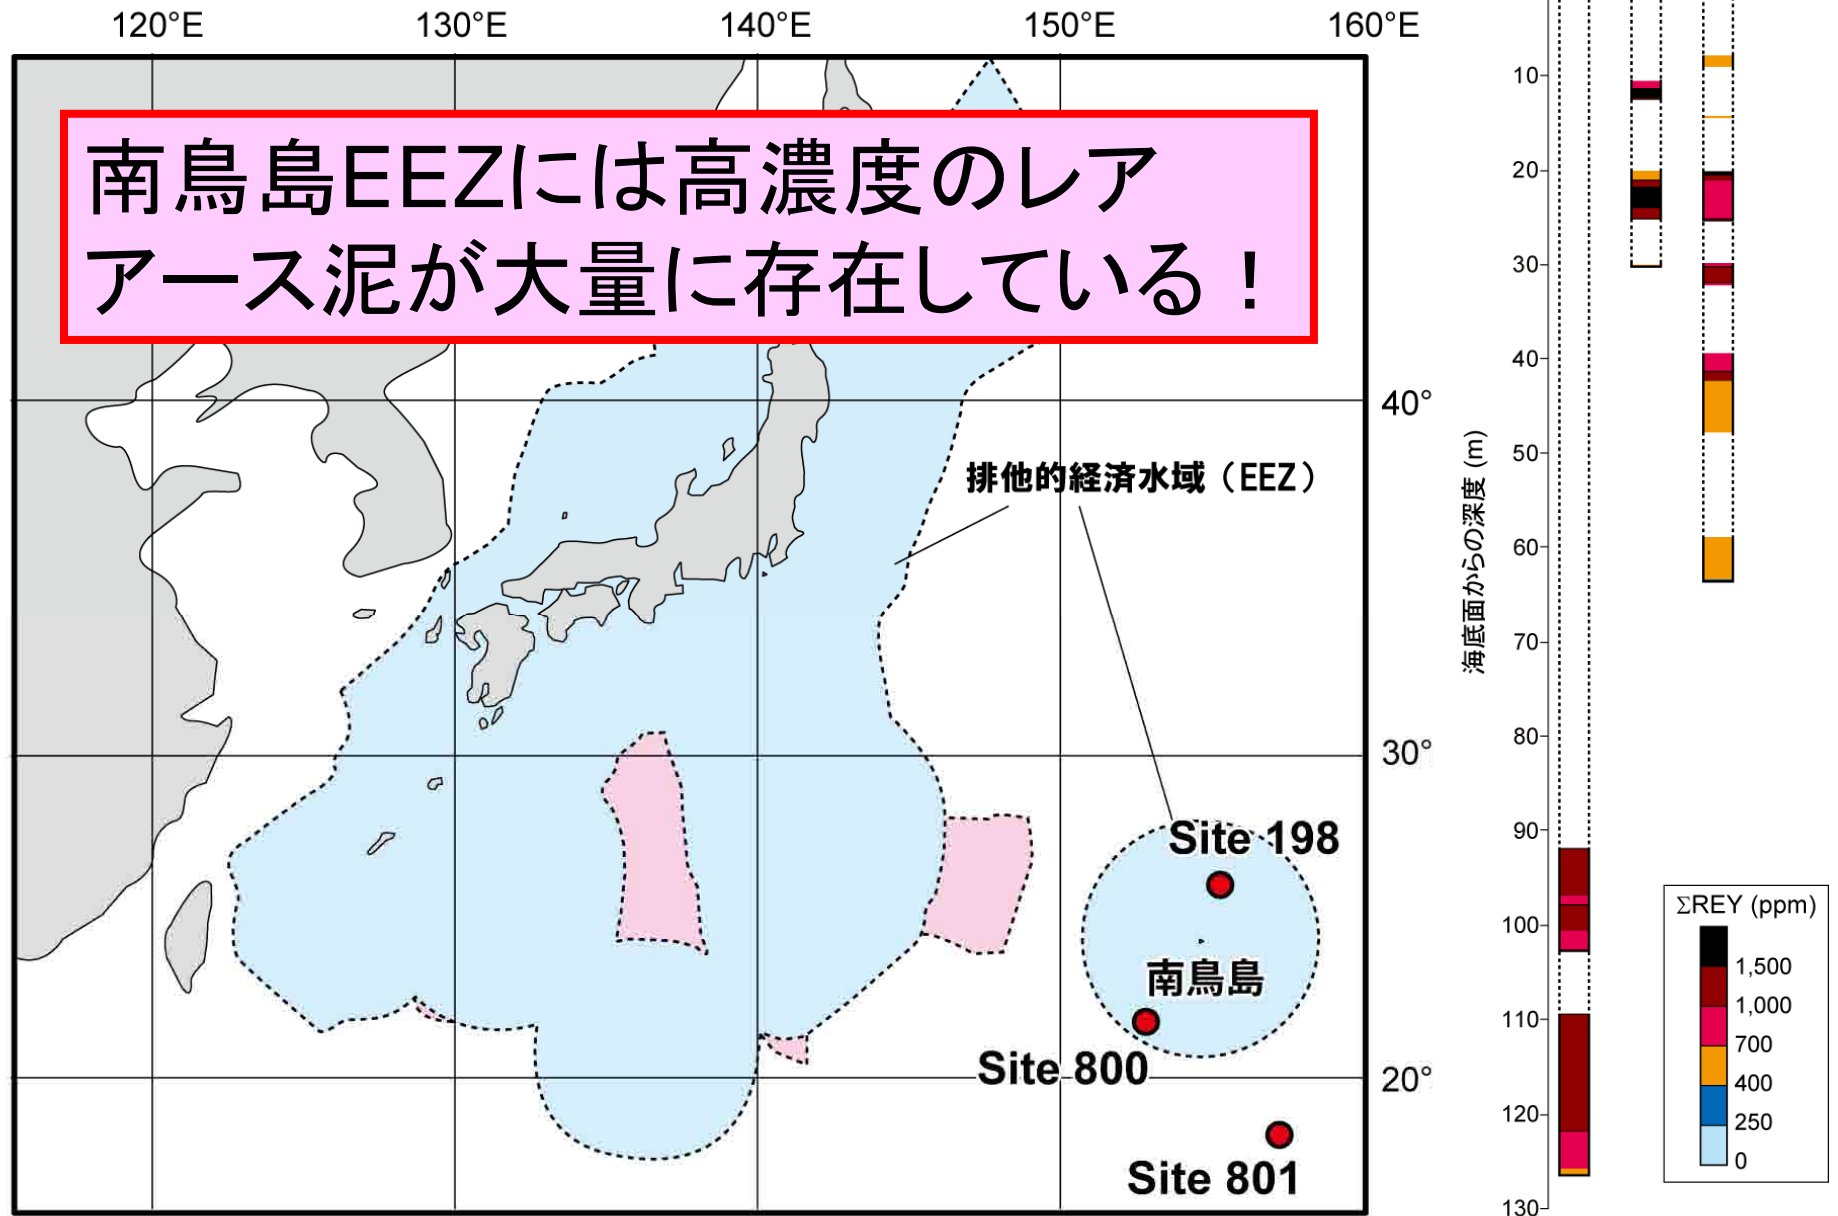 120°E 130°E 140°E 150°E 160°E
南鳥島EEZには高濃度のレア
アース泥が大量に存在している！
40°
排他的経済水域（EEZ）
30°
Site 198
南鳥島
Site 800
20°
Site 801
海底面からの深度 (m)
10
20
30
40
50
60
70
80
90
100
110
120
130
ΣREY (ppm)
1,500
1,000
700
400
250
0